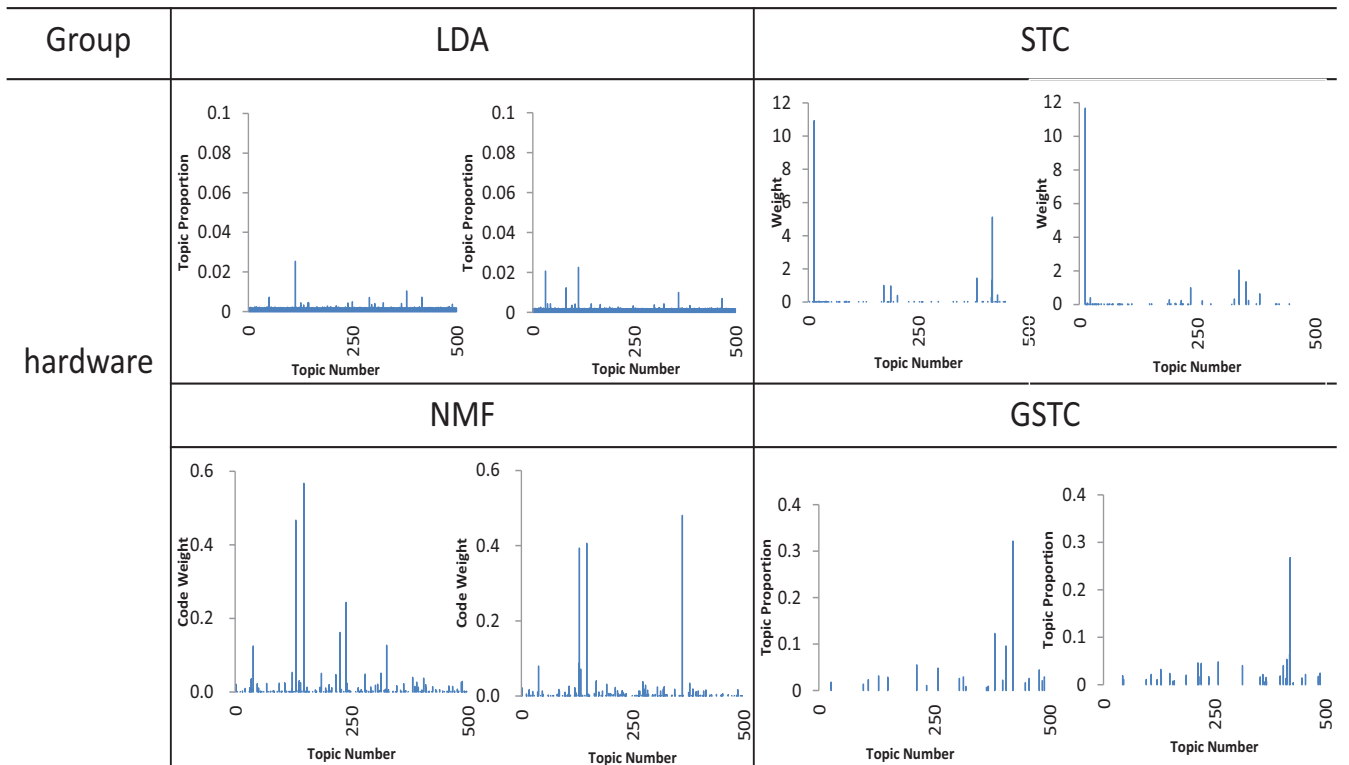 Group LDA STC
hardware
0.1
0.08
0.06
0.04
0.02
0
Topic Proportion
0 250 500
Topic Number
0.1
0.08
0.06
0.04
0.02
0
Topic Proportion
0 250 500
Topic Number
12
10
8
6
4
2
0
Weight
0 250 500
Topic Number
12
10
8
6
4
2
0
Weight
0 250 500
Topic Number
NMF GSTC
0.6
0.4
0.2
0.0
Code Weight
0 250 500
Topic Number
0.6
0.4
0.2
0.0
Code Weight
0 250 500
Topic Number
0.4
0.3
0.2
0.1
0
Topic Proportion
0 250 500
Topic Number
0.4
0.3
0.2
0.1
0
Topic Proportion
0 250 500
Topic Number